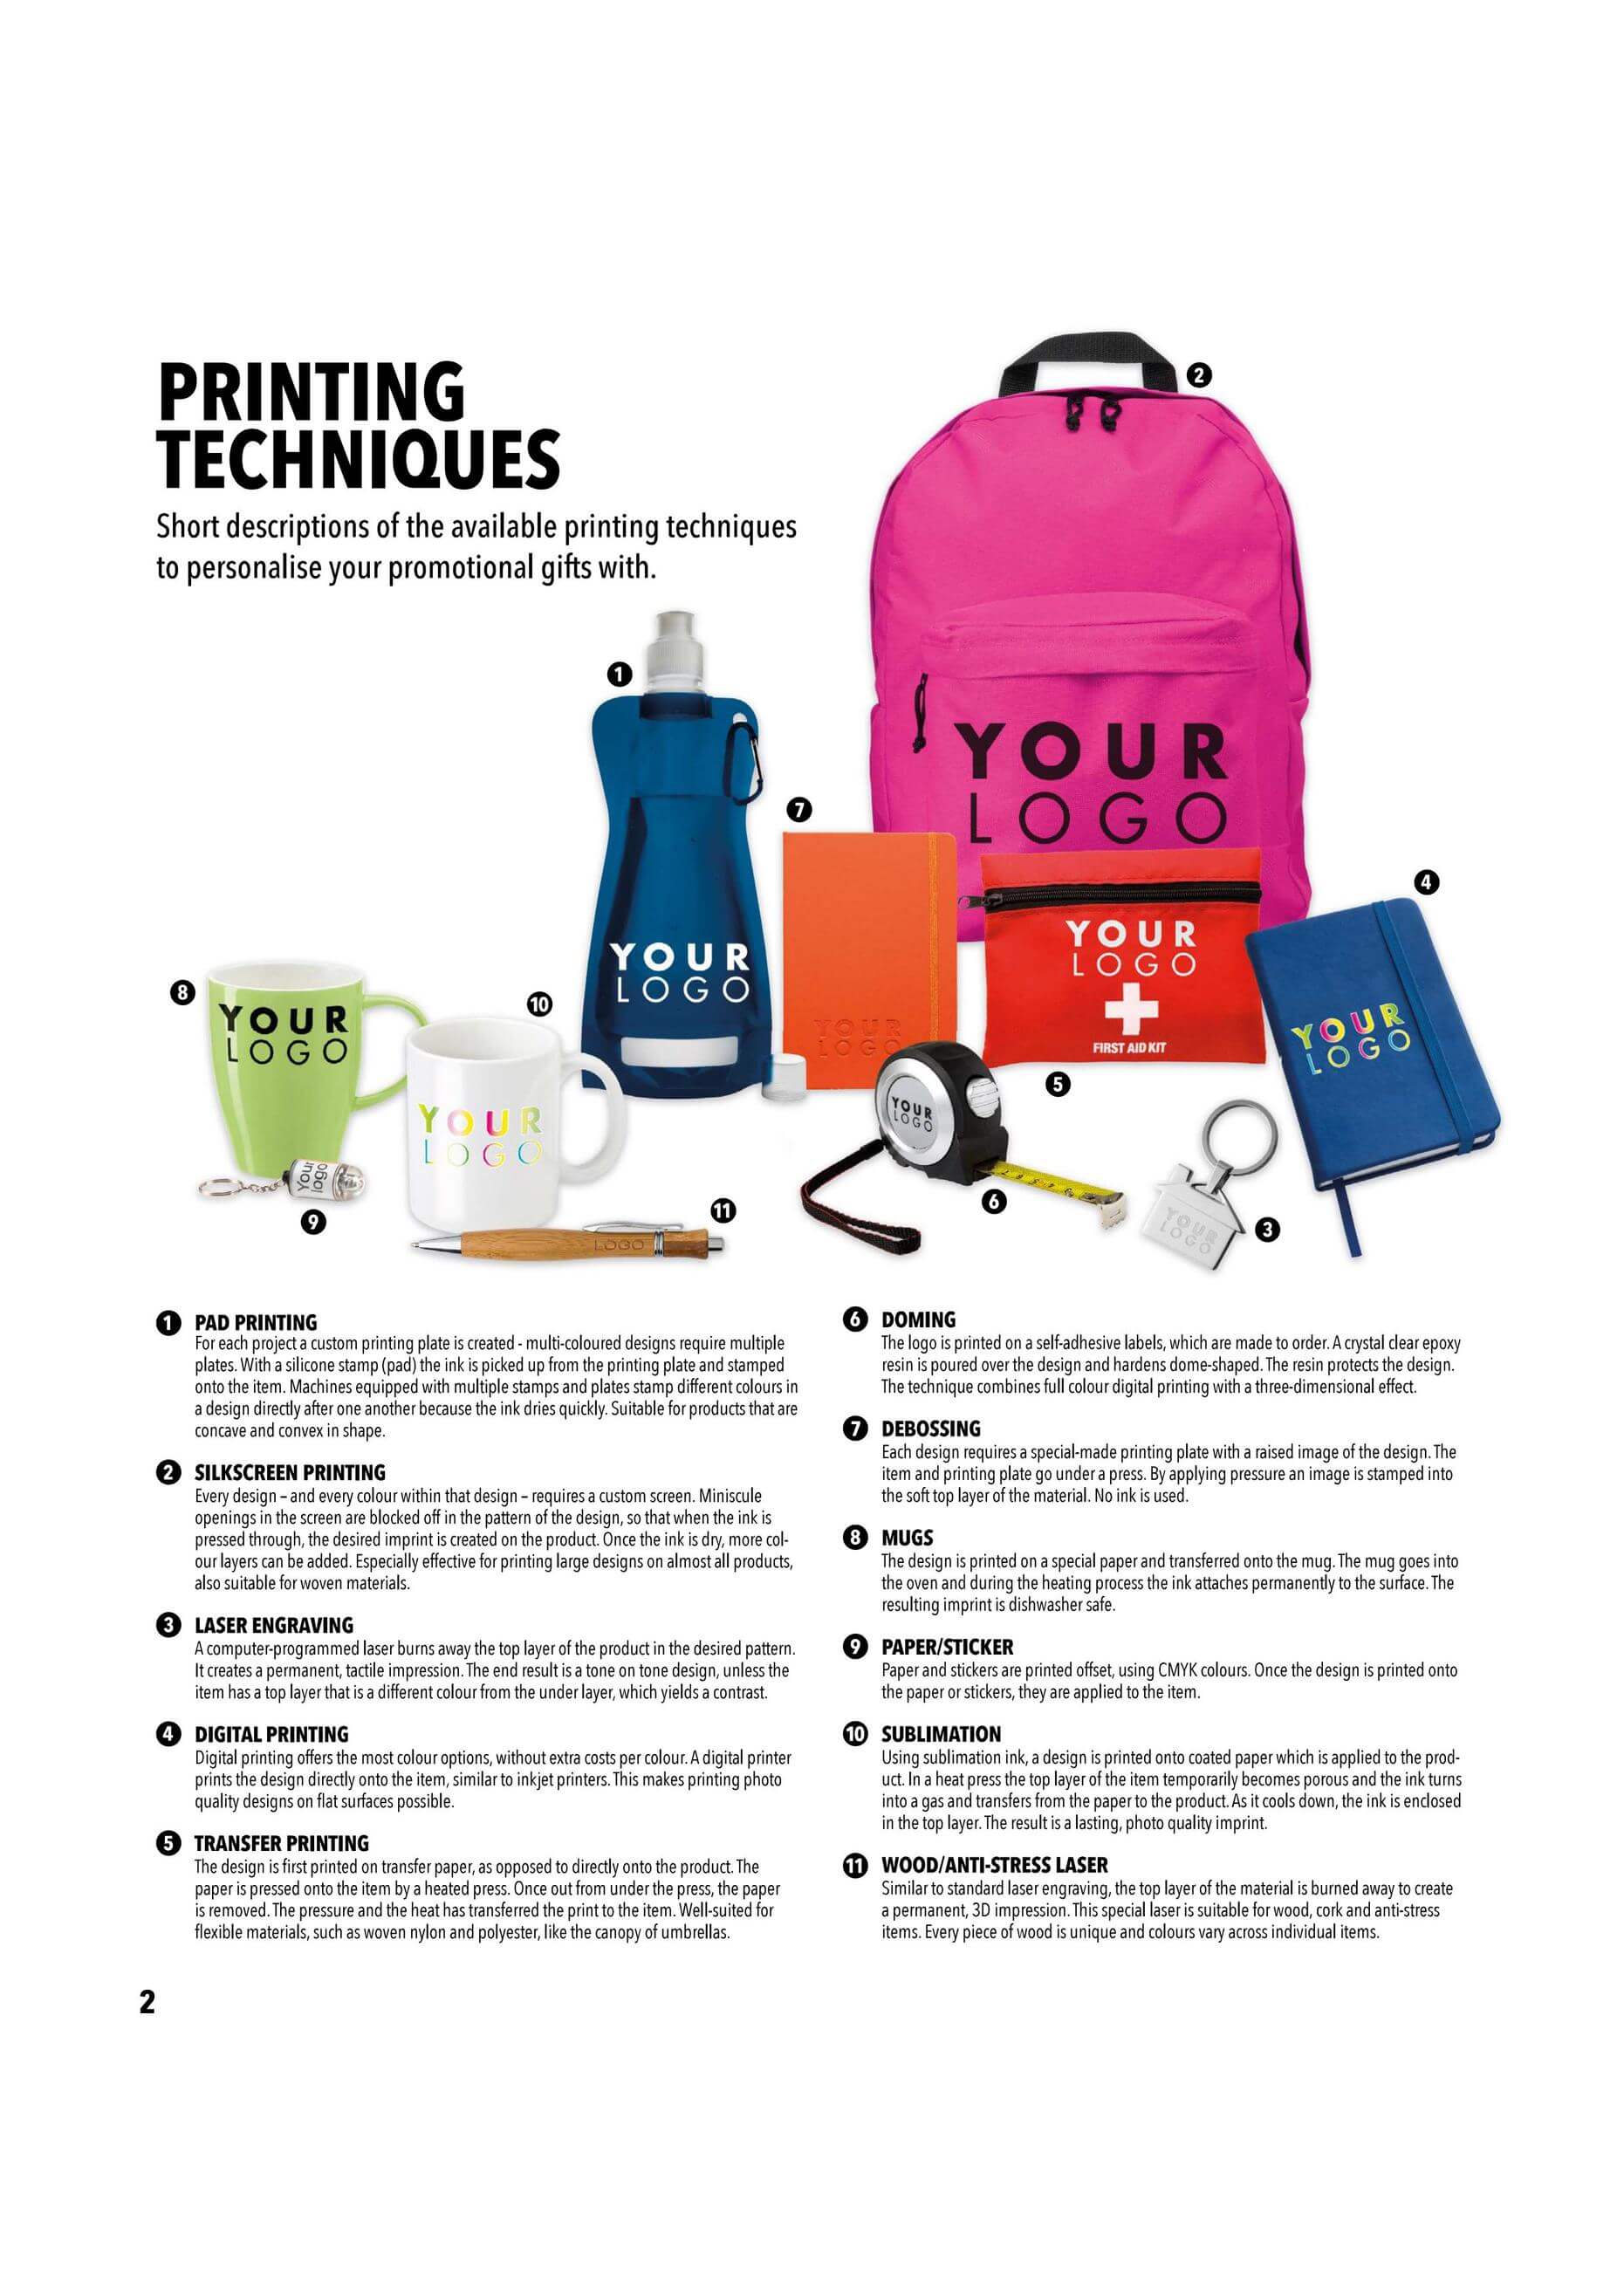 PRINTING
TECHNIQUES
Short descriptions of the available printing techniques
to personalise your promotional gifts with.
2
1
YOUR
LOGO
7
4
YOUR
LOGO
FIRST AID KIT
YOUR
LOGO
8
YOUR
LOGO
10
YOUR
LOGO
YOUR
LOGO
YOUR
LOGO
5
YOUR
LOGO
6
Your
logo
9
11
LOGO
YOUR
LOGO
3
1 PAD PRINTING
For each project a custom printing plate is created - multi-coloured designs require multiple
plates. With a silicone stamp (pad) the ink is picked up from the printing plate and stamped
onto the item. Machines equipped with multiple stamps and plates stamp different colours in
a design directly after one another because the ink dries quickly. Suitable for products that are
concave and convex in shape.
2 SILKSCREEN PRINTING
Every design – and every colour within that design – requires a custom screen. Miniscule
openings in the screen are blocked off in the pattern of the design, so that when the ink is
pressed through, the desired imprint is created on the product. Once the ink is dry, more col-
our layers can be added. Especially effective for printing large designs on almost all products,
also suitable for woven materials.
3 LASER ENGRAVING
A computer-programmed laser burns away the top layer of the product in the desired pattern.
It creates a permanent, tactile impression. The end result is a tone on tone design, unless the
item has a top layer that is a different colour from the under layer, which yields a contrast.
4 DIGITAL PRINTING
Digital printing offers the most colour options, without extra costs per colour. A digital printer
prints the design directly onto the item, similar to inkjet printers. This makes printing photo
quality designs on flat surfaces possible.
5 TRANSFER PRINTING
The design is first printed on transfer paper, as opposed to directly onto the product. The
paper is pressed onto the item by a heated press. Once out from under the press, the paper
is removed. The pressure and the heat has transferred the print to the item. Well-suited for
flexible materials, such as woven nylon and polyester, like the canopy of umbrellas.
6 DOMING
The logo is printed on a self-adhesive labels, which are made to order. A crystal clear epoxy
resin is poured over the design and hardens dome-shaped. The resin protects the design.
The technique combines full colour digital printing with a three-dimensional effect.
7 DEBOSSING
Each design requires a special-made printing plate with a raised image of the design. The
item and printing plate go under a press. By applying pressure an image is stamped into
the soft top layer of the material. No ink is used.
8 MUGS
The design is printed on a special paper and transferred onto the mug. The mug goes into
the oven and during the heating process the ink attaches permanently to the surface. The
resulting imprint is dishwasher safe.
9 PAPER/STICKER
Paper and stickers are printed offset, using CMYK colours. Once the design is printed onto
the paper or stickers, they are applied to the item.
10 SUBLIMATION
Using sublimation ink, a design is printed onto coated paper which is applied to the prod-
uct. In a heat press the top layer of the item temporarily becomes porous and the ink turns
into a gas and transfers from the paper to the product. As it cools down, the ink is enclosed
in the top layer. The result is a lasting, photo quality imprint.
11 WOOD/ANTI-STRESS LASER
Similar to standard laser engraving, the top layer of the material is burned away to create
a permanent, 3D impression. This special laser is suitable for wood, cork and anti-stress
items. Every piece of wood is unique and colours vary across individual items.
2